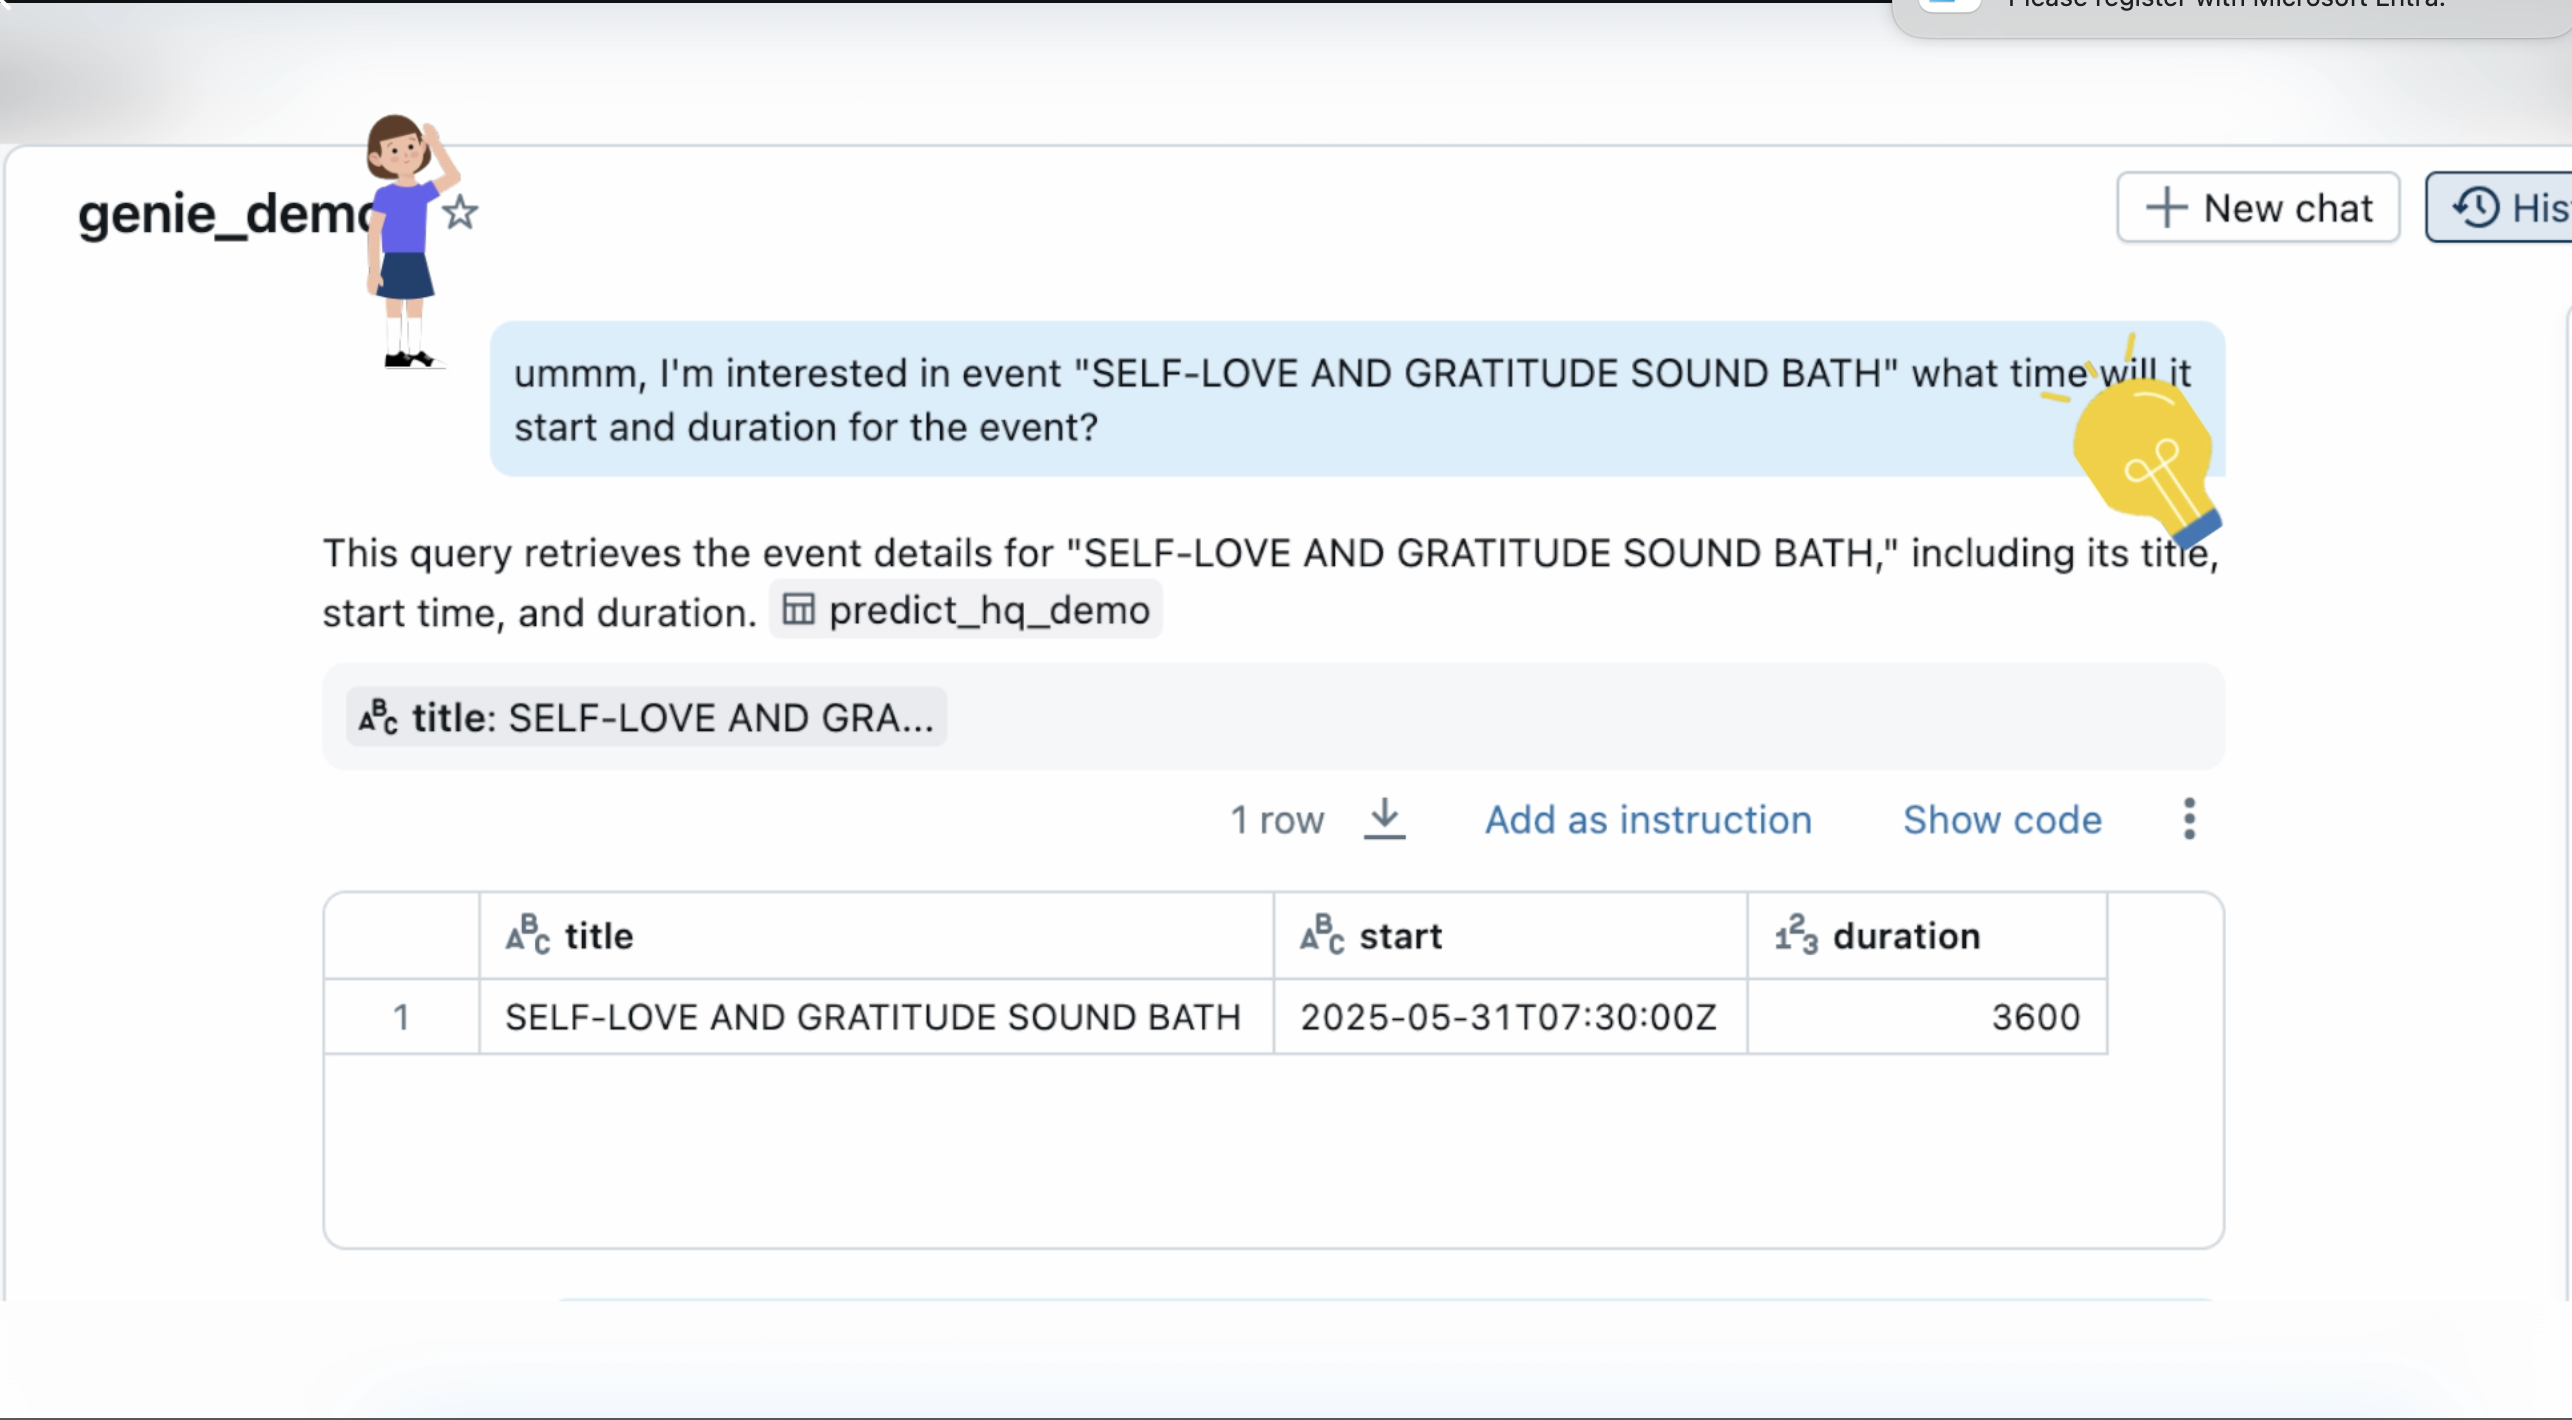 Please register with Microsoft Entra.
genie_demo
New chat
His
ummm, I'm interested in event "SELF-LOVE AND GRATITUDE SOUND BATH" what time will it
start and duration for the event?
This query retrieves the event details for "SELF-LOVE AND GRATITUDE SOUND BATH," including its title,
start time, and duration. predict_hq_demo
ABC title: SELF-LOVE AND GRA...
1 row Add as instruction Show code
ABC title ABC start 123 duration
1 SELF-LOVE AND GRATITUDE SOUND BATH 2025-05-31T07:30:00Z 3600